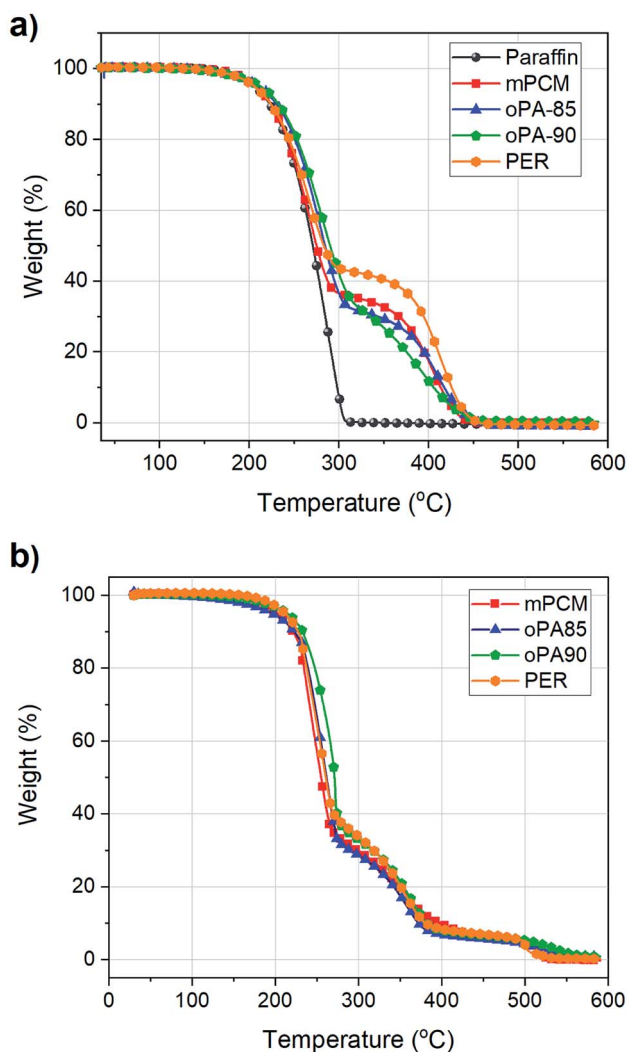 a)
Paraffin
mPCM
oPA-85
oPA-90
PER
100
80
60
40
20
0
Weight (%)
100 200 300 400 500 600
Temperature (°C)
b)
mPCM
oPA85
oPA90
PER
100
80
60
40
20
0
Weight (%)
0 100 200 300 400 500 600
Temperature (°C)